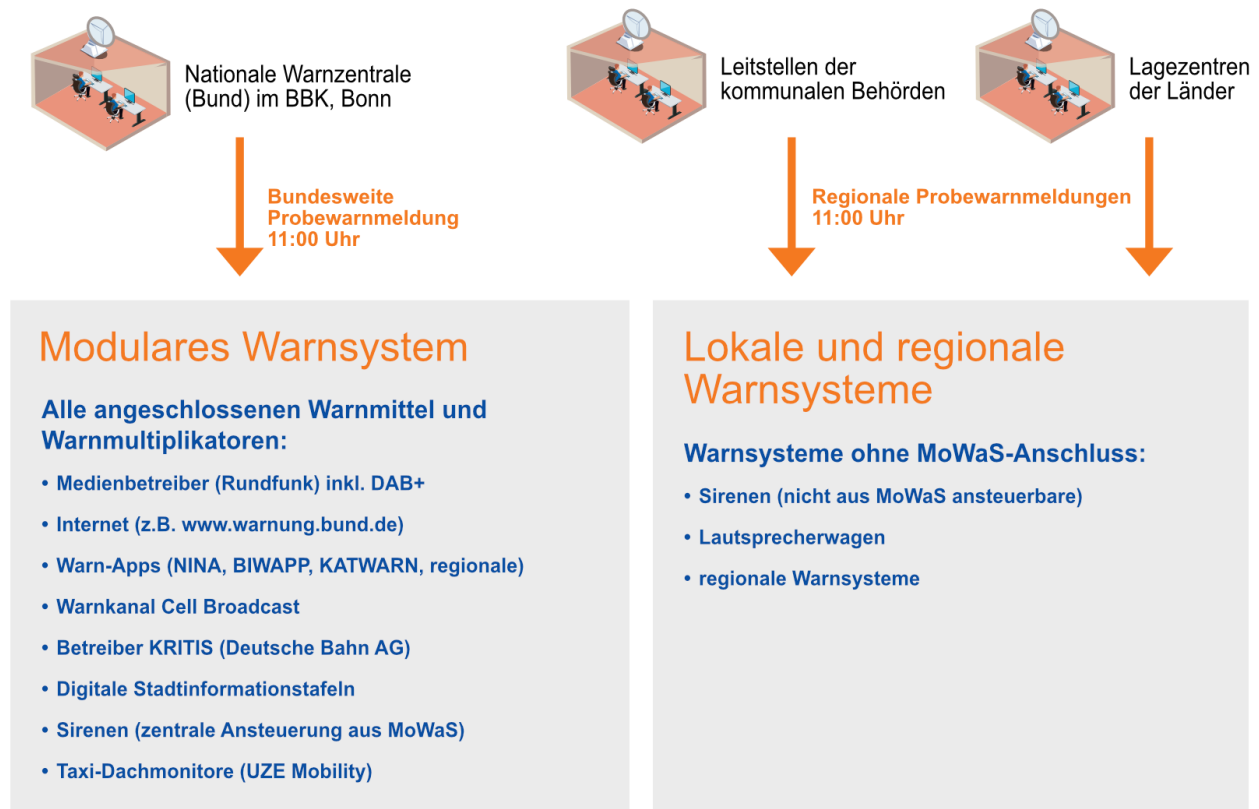 Nationale Warnzentrale
(Bund) im BBK, Bonn
Leitstellen der
kommunalen Behörden
Lagezentren
der Länder
Bundesweite
Probewarnmeldung
11:00 Uhr
Regionale Probewarnmeldungen
11:00 Uhr
Modulares Warnsystem
Alle angeschlossenen Warnmittel und
Warnmultiplikatoren:
• Medienbetreiber (Rundfunk) inkl. DAB+
• Internet (z.B. www.warnung.bund.de)
• Warn-Apps (NINA, BIWAPP, KATWARN, regionale)
• Warnkanal Cell Broadcast
• Betreiber KRITIS (Deutsche Bahn AG)
• Digitale Stadtinformationstafeln
• Sirenen (zentrale Ansteuerung aus MoWaS)
• Taxi-Dachmonitore (UZE Mobility)
Lokale und regionale
Warnsysteme
Warnsysteme ohne MoWaS-Anschluss:
• Sirenen (nicht aus MoWaS ansteuerbare)
• Lautsprecherwagen
• regionale Warnsysteme